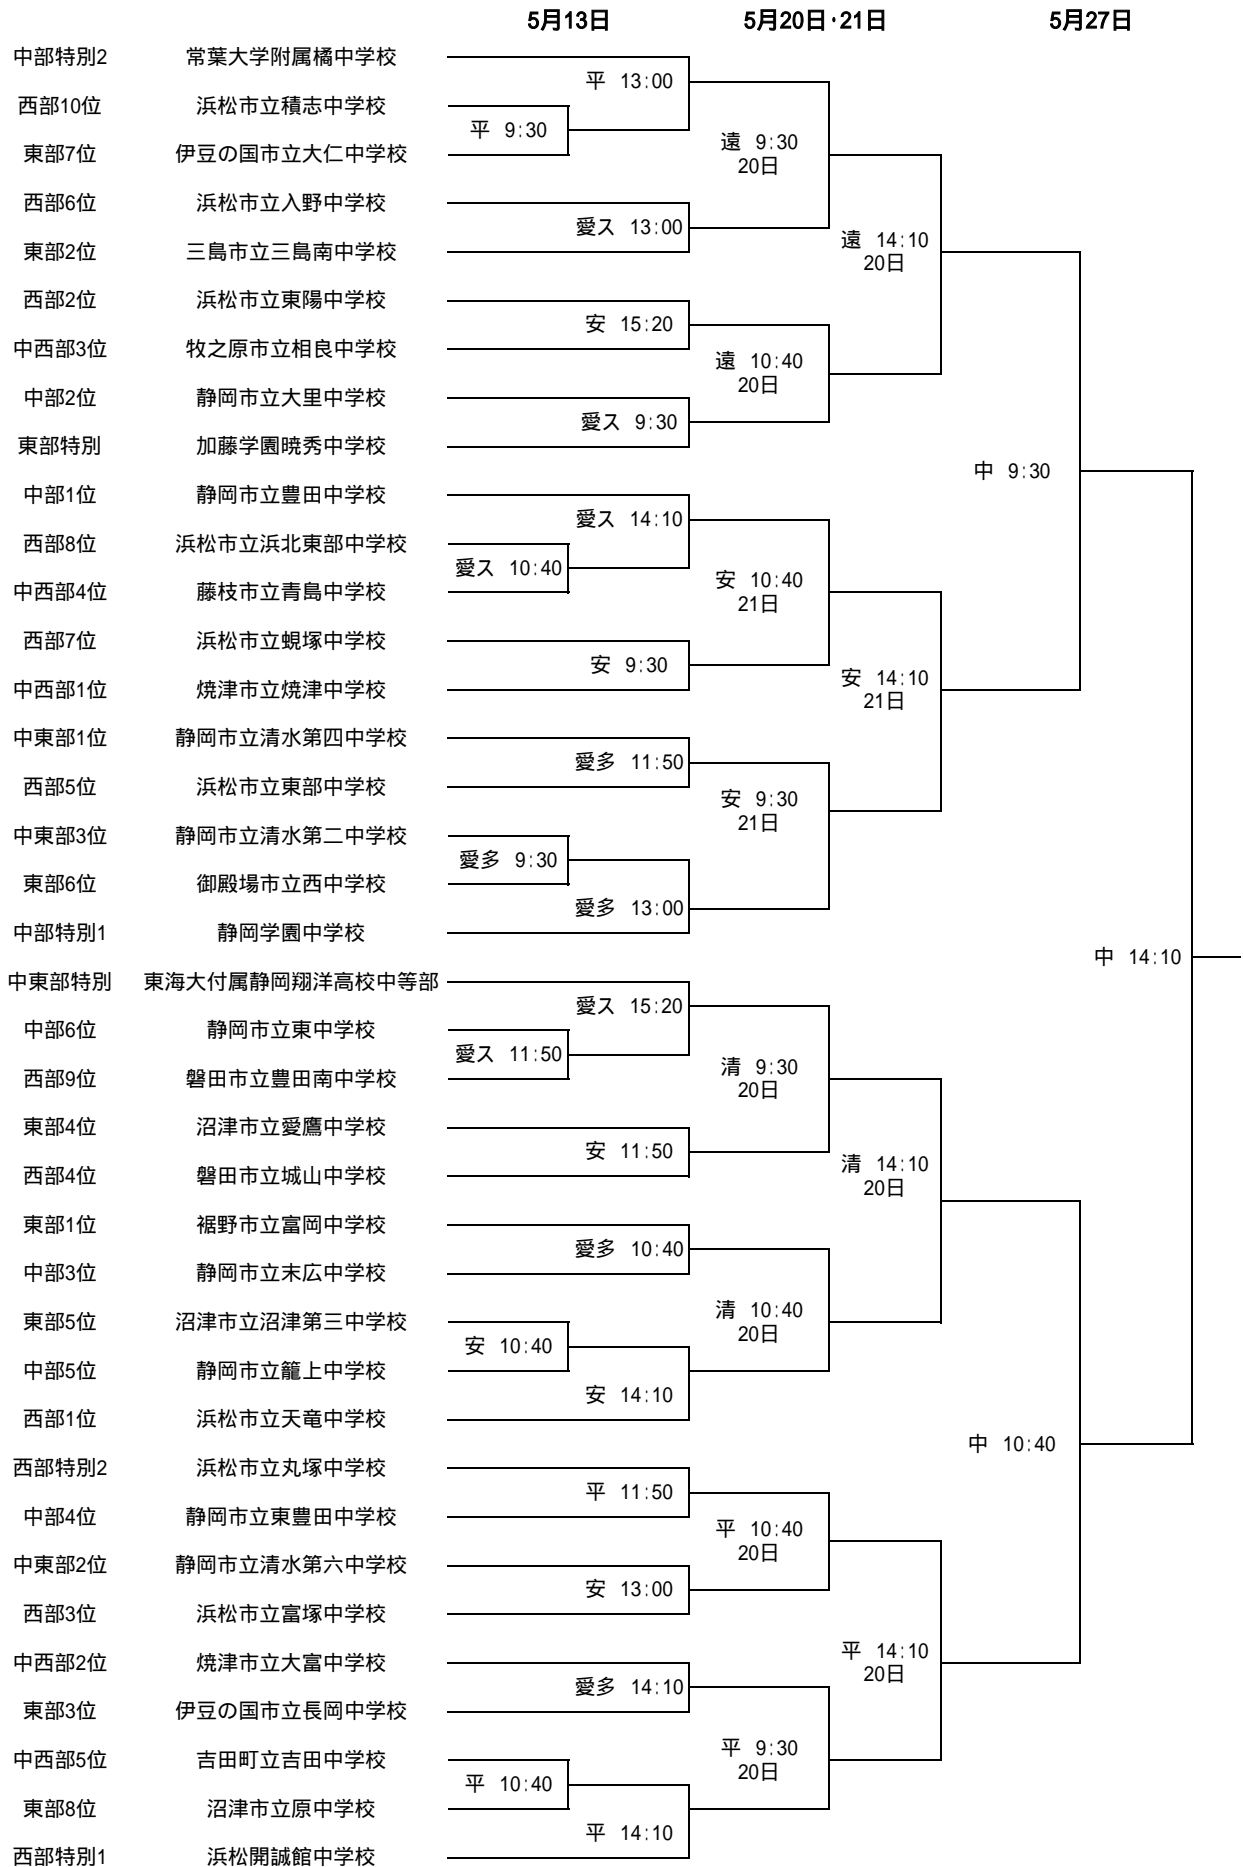 5月13日 5月20日・21日 5月27日
中部特別2 常葉大学附属橘中学校
平 13:00
西部10位 浜松市立積志中学校
平 9:30
遠 9:30
20日
東部7位 伊豆の国市立大仁中学校
西部6位 浜松市立入野中学校
愛ス 13:00
遠 14:10
20日
東部2位 三島市立三島南中学校
西部2位 浜松市立東陽中学校
安 15:20
中西部3位 牧之原市立相良中学校
遠 10:40
20日
中部2位 静岡市立大里中学校
愛ス 9:30
東部特別 加藤学園暁秀中学校
中 9:30
中部1位 静岡市立豊田中学校
愛ス 14:10
西部8位 浜松市立浜北東部中学校
愛ス 10:40
安 10:40
21日
中西部4位 藤枝市立青島中学校
西部7位 浜松市立蜆塚中学校
安 9:30
安 14:10
21日
中西部1位 焼津市立焼津中学校
中東部1位 静岡市立清水第四中学校
愛多 11:50
西部5位 浜松市立東部中学校
安 9:30
21日
中東部3位 静岡市立清水第二中学校
愛多 9:30
東部6位 御殿場市立西中学校
愛多 13:00
中部特別1 静岡学園中学校
中 14:10
中東部特別 東海大付属静岡翔洋高校中等部
愛ス 15:20
中部6位 静岡市立東中学校
愛ス 11:50
清 9:30
20日
西部9位 磐田市立豊田南中学校
東部4位 沼津市立愛鷹中学校
安 11:50
清 14:10
20日
西部4位 磐田市立城山中学校
東部1位 裾野市立富岡中学校
愛多 10:40
中部3位 静岡市立末広中学校
清 10:40
20日
東部5位 沼津市立沼津第三中学校
安 10:40
中部5位 静岡市立籠上中学校
安 14:10
西部1位 浜松市立天竜中学校
中 10:40
西部特別2 浜松市立丸塚中学校
平 11:50
中部4位 静岡市立東豊田中学校
平 10:40
20日
中東部2位 静岡市立清水第六中学校
安 13:00
西部3位 浜松市立富塚中学校
平 14:10
20日
中西部2位 焼津市立大富中学校
愛多 14:10
東部3位 伊豆の国市立長岡中学校
平 9:30
20日
中西部5位 吉田町立吉田中学校
平 10:40
東部8位 沼津市立原中学校
平 14:10
西部特別1 浜松開誠館中学校